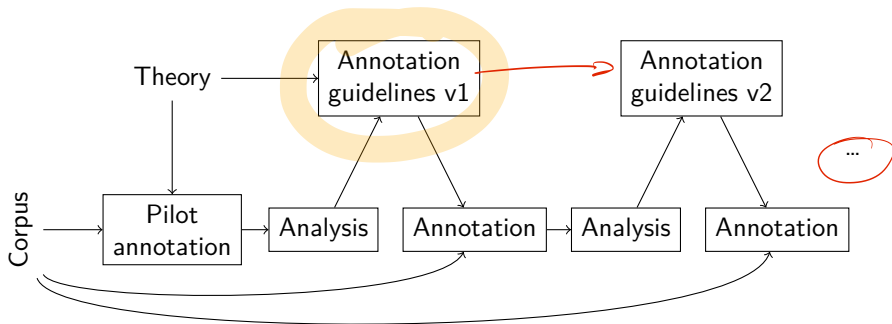 Annotation
guidelines v1
Annotation
guidelines v2
Theory
...
Corpus
Pilot
annotation
Analysis
Annotation
Analysis
Annotation